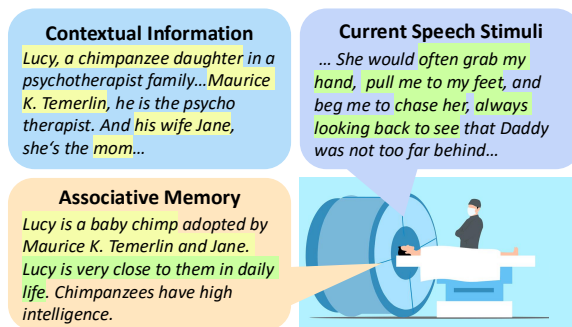 Contextual Information
Lucy, a chimpanzee daughter in a
psychotherapist family...Maurice
K. Temerlin, he is the psycho
therapist. And his wife Jane,
she's the mom...
Current Speech Stimuli
... She would often grab my
hand, pull me to my feet, and
beg me to chase her, always
looking back to see that Daddy
was not too far behind...
Associative Memory
Lucy is a baby chimp adopted by
Maurice K. Temerlin and Jane.
Lucy is very close to them in daily
life. Chimpanzees have high
intelligence.